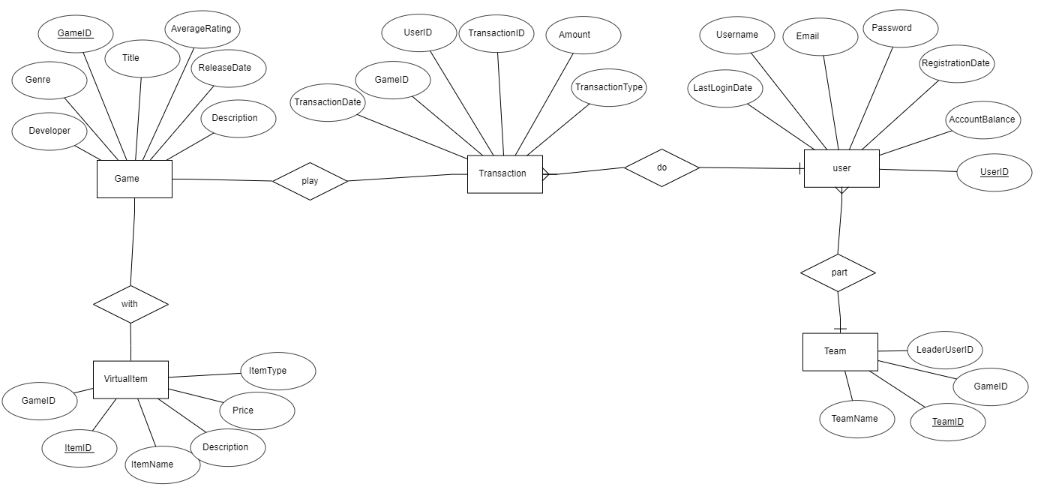 GameID
AverageRating
Title
Genre
ReleaseDate
Developer
Description
Game
UserID
TransactionID
Amount
GameID
TransactionDate
TransactionType
Transaction
play
do
Username
Email
Password
RegistrationDate
LastLoginDate
AccountBalance
user
UserID
with
part
VirtualItem
ItemType
GameID
Price
ItemID
Description
ItemName
Team
LeaderUserID
GameID
TeamName
TeamID